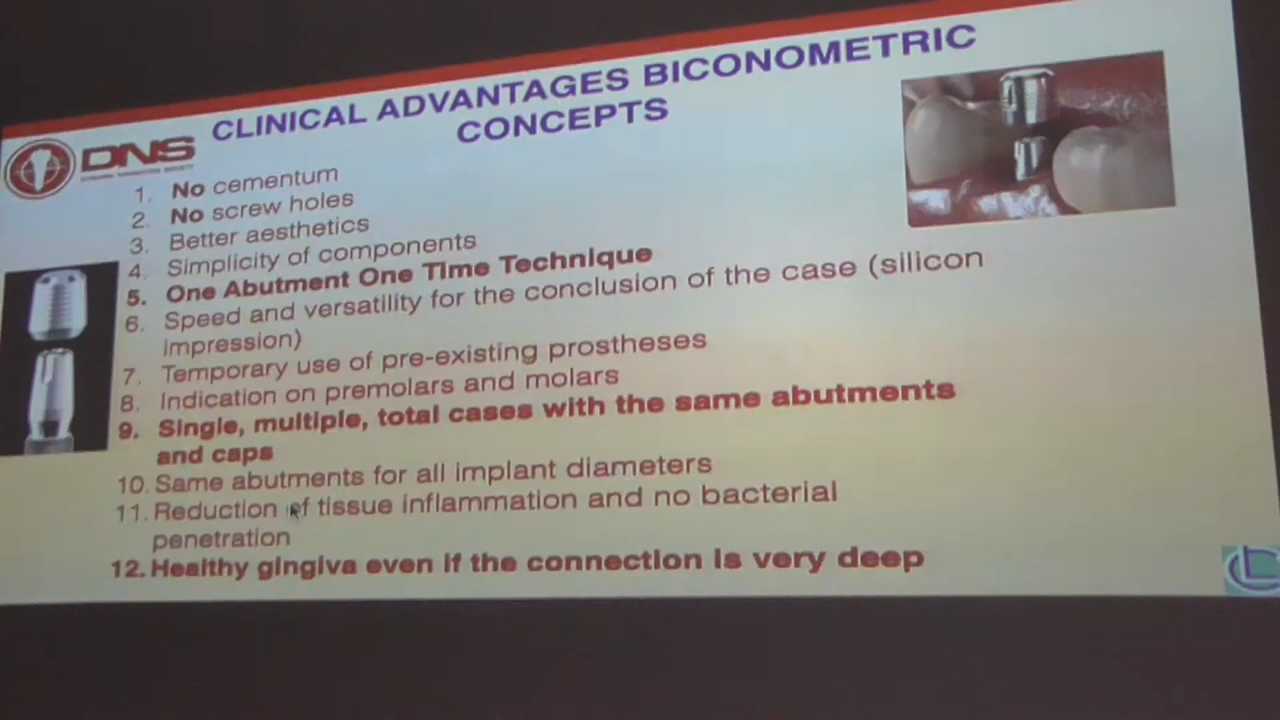 CLINICAL ADVANTAGES BICONOMETRIC
CONCEPTS
DNS
1. No cementum
2. No screw holes
3. Better aesthetics
4. Simplicity of components
5. One Abutment One Time Technique
6. Speed and versatility for the conclusion of the case (silicon
impression)
7. Temporary use of pre-existing prostheses
8. Indication on premolars and molars
9. Single, multiple, total cases with the same abutments
and caps
10. Same abutments for all implant diameters
11. Reduction of tissue inflammation and no bacterial
penetration
12. Healthy gingiva even if the connection is very deep